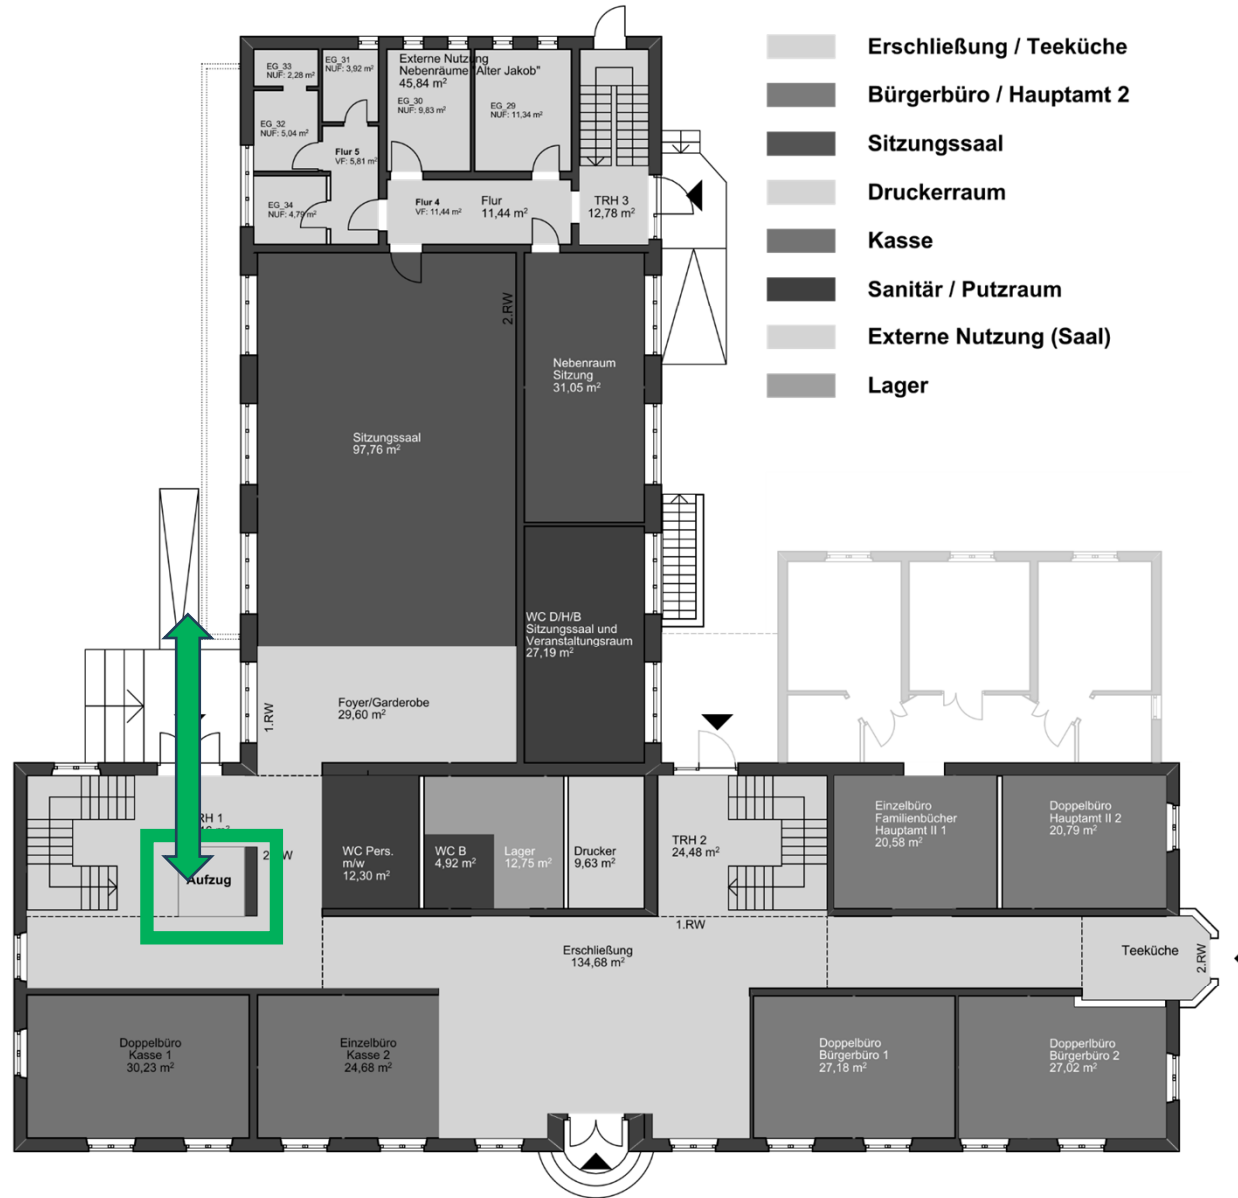 Erschließung / Teeküche
Bürgerbüro / Hauptamt 2
Sitzungssaal
Druckerraum
Kasse
Sanitär / Putzraum
Externe Nutzung (Saal)
Lager
EG_33
NUF: 2,28 m²
EG_31
NUF: 3,92 m²
Externe Nutzung
Nebenräume "Alter Jakob"
45,84 m²
EG_30
NUF: 9,83 m²
EG_29
NUF: 11,34 m²
EG_32
NUF: 5,04 m²
Flur 5
VF: 5,81 m²
EG_34
NUF: 4,79 m²
Flur 4
VF: 11,44 m²
Flur
11,44 m²
TRH 3
12,78 m²
2.RW
Nebenraum
Sitzung
31,05 m²
Sitzungssaal
97,76 m²
WC D/H/B
Sitzungssaal und
Veranstaltungsraum
27,19 m²
Foyer/Garderobe
29,60 m²
1.RW
TRH 1
Aufzug
WC Pers.
m/w
12,30 m²
WC B
4,92 m²
Lager
12,75 m²
Drucker
9,63 m²
TRH 2
24,48 m²
Einzelbüro
Familienbücher
Hauptamt II 1
20,58 m²
Doppelbüro
Hauptamt II 2
20,79 m²
1.RW
Erschließung
134,68 m²
Teeküche
2.RW
Doppelbüro
Kasse 1
30,23 m²
Einzelbüro
Kasse 2
24,68 m²
Doppelbüro
Bürgerbüro 1
27,18 m²
Dopperlbüro
Bürgerbüro 2
27,02 m²